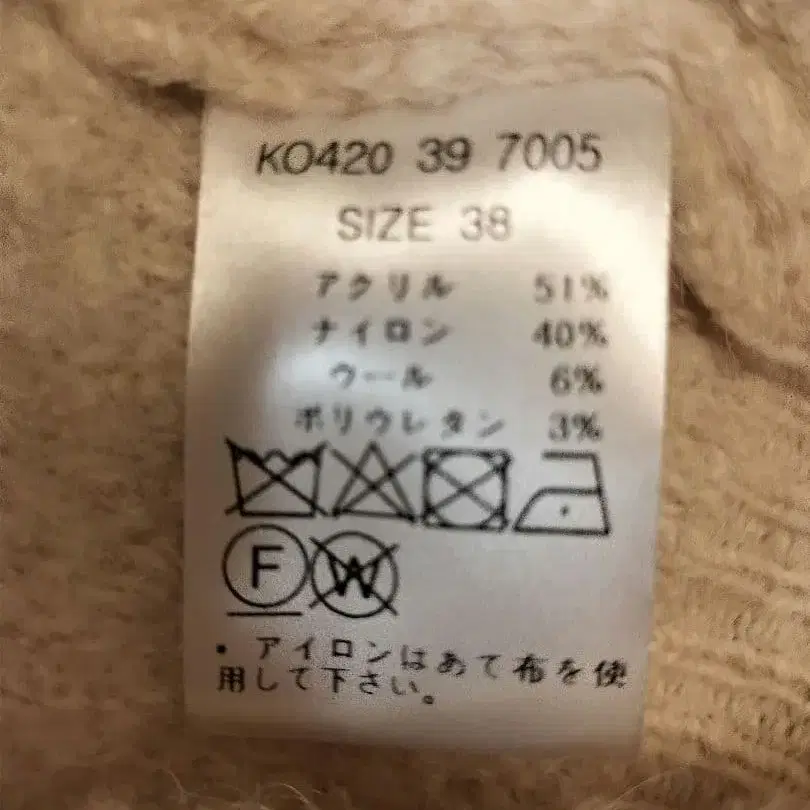 KO420 39 7005
SIZE 38
アクリル 51%
ナイロン 40%
ウール 6%
ポリウレタン 3%
F W
・アイロンはあて布を使
用して下さい。